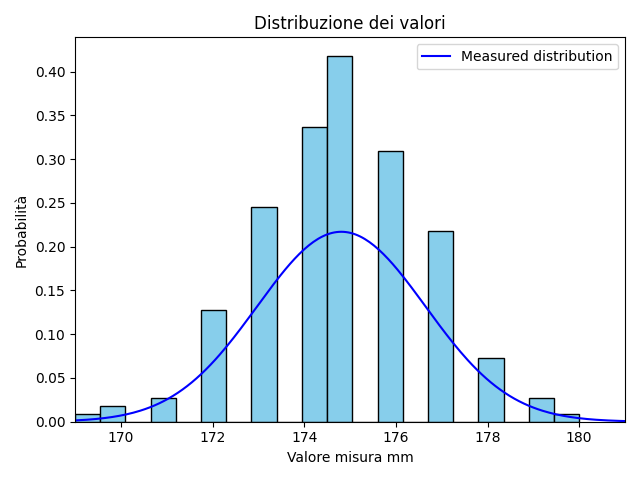 Distribuzione dei valori
Measured distribution
0.40
0.35
0.30
0.25
0.20
0.15
0.10
0.05
0.00
Probabilità
170 172 174 176 178 180
Valore misura mm